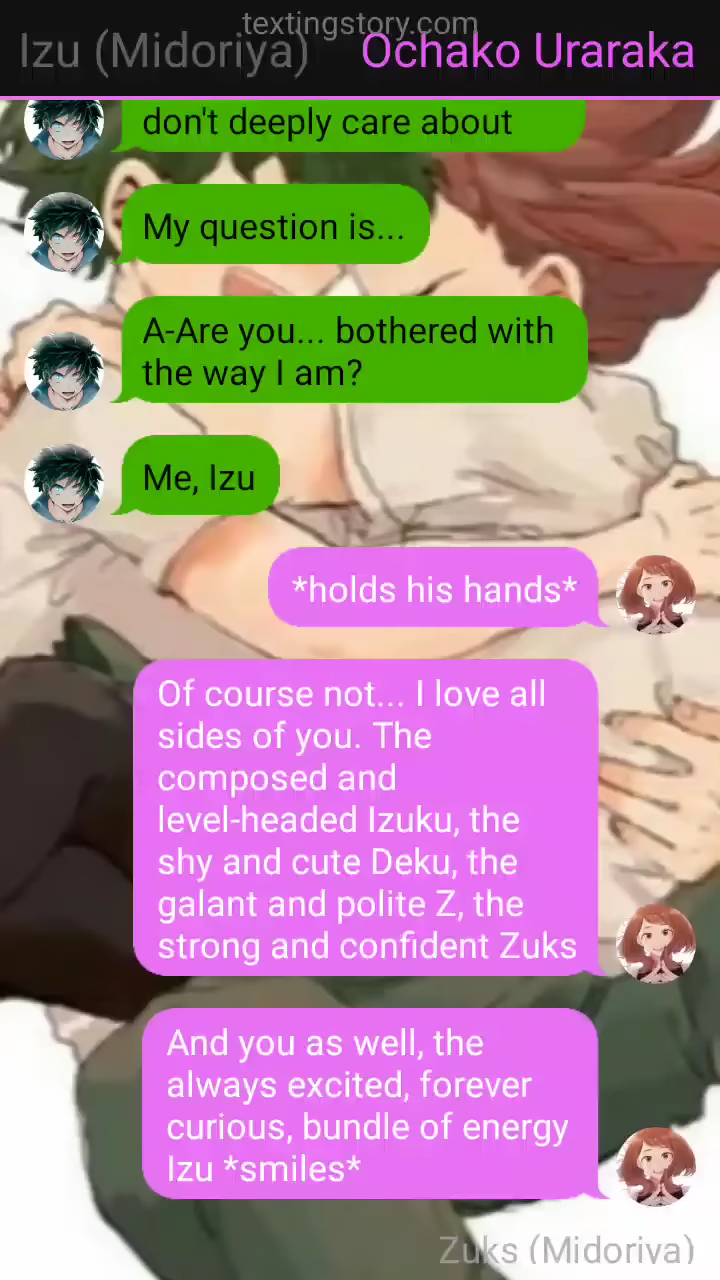 textingstory.com
Izu (Midoriya) Ochako Uraraka
don't deeply care about
My question is...
A-Are you... bothered with
the way I am?
Me, Izu
*holds his hands*
Of course not... I love all
sides of you. The
composed and
level-headed Izuku, the
shy and cute Deku, the
galant and polite Z, the
strong and confident Zuks
And you as well, the
always excited, forever
curious, bundle of energy
Izu *smiles*
Zuks (Midoriya)